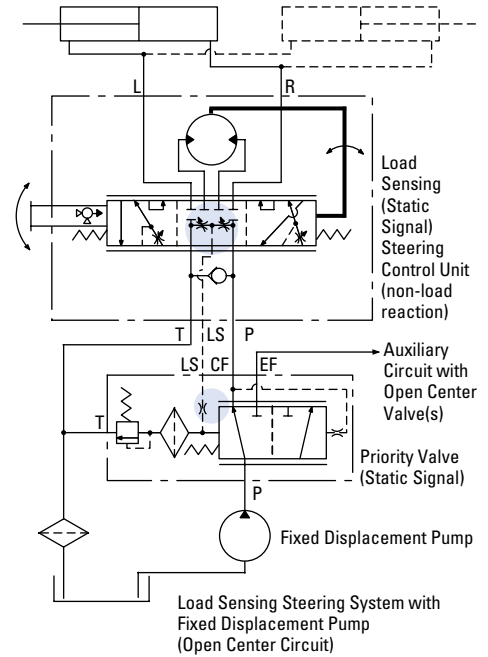 L
R
Load
Sensing
(Static
Signal)
Steering
Control Unit
(non-load
reaction)
T LS P
LS CF EF
Auxiliary
Circuit with
Open Center
Valve(s)
T
Priority Valve
(Static Signal)
P
Fixed Displacement Pump
Load Sensing Steering System with
Fixed Displacement Pump
(Open Center Circuit)